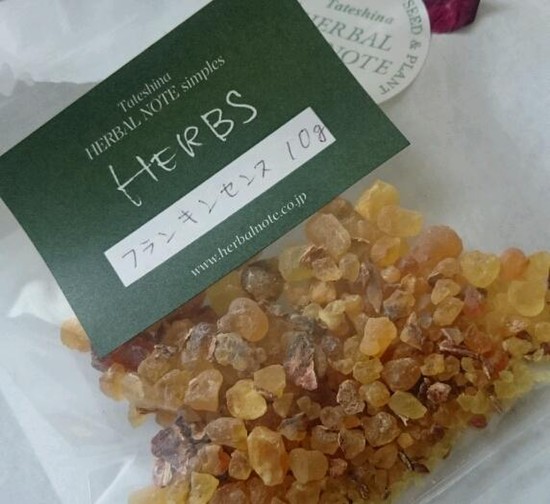 Tateshina
HERBAL NOTE simples
HERBS
フランキンセンス 10g
www.herbalnote.co.jp
Tateshina
HERBAL
NOTE
SEED & PLANT